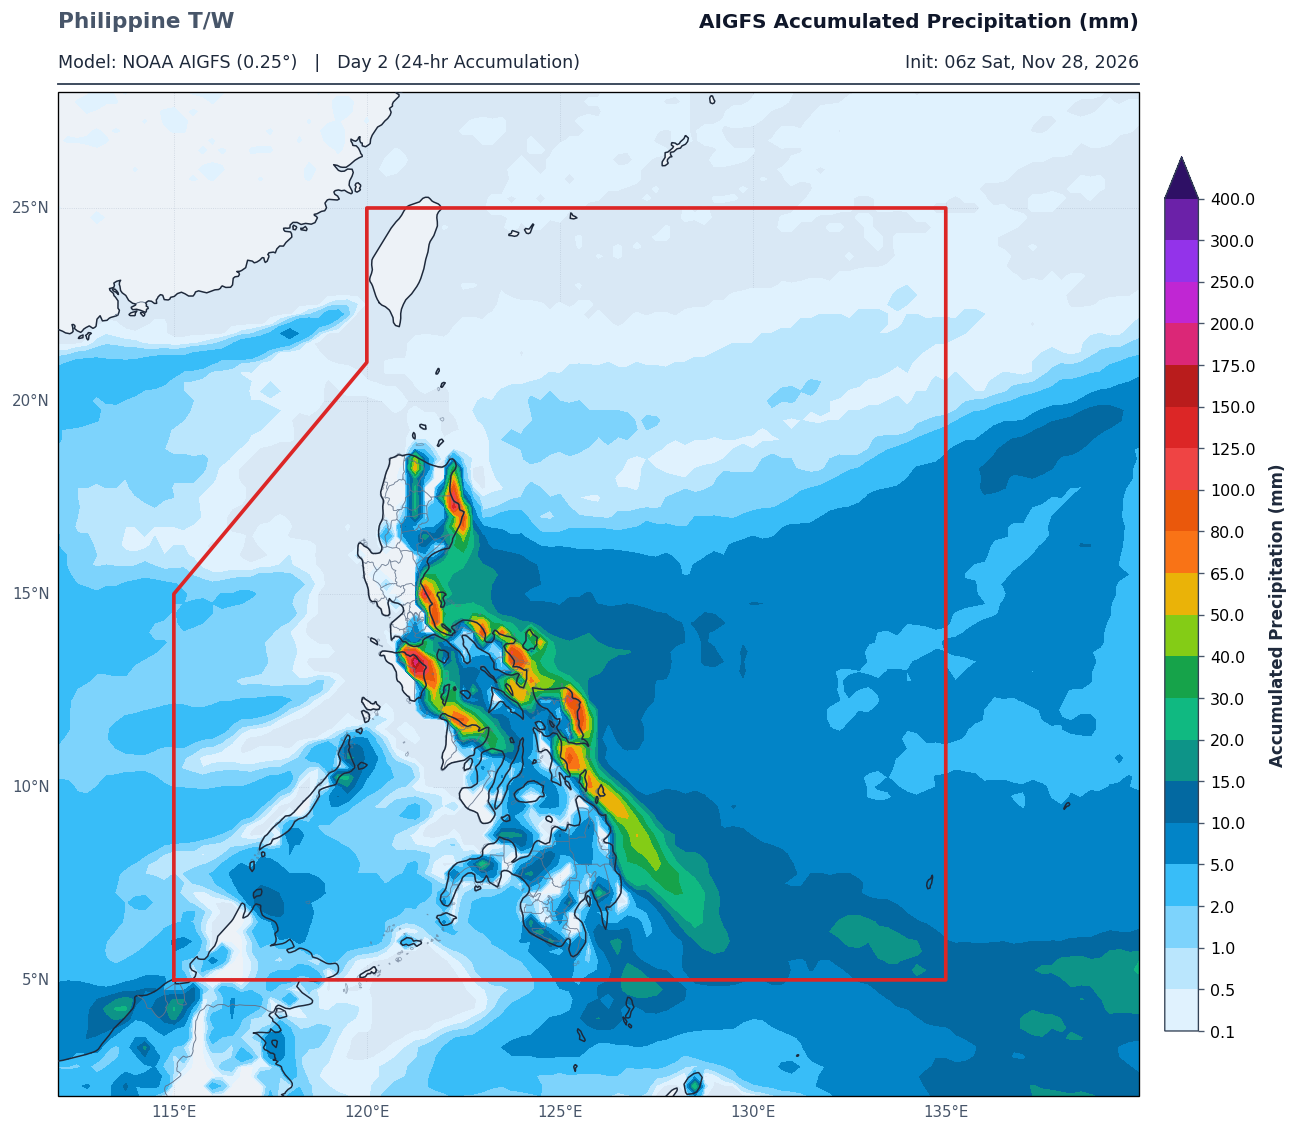 Philippine T/W
AIGFS Accumulated Precipitation (mm)
Model: NOAA AIGFS (0.25°) | Day 2 (24-hr Accumulation)
Init: 06z Sat, Nov 28, 2026
25°N
20°N
15°N
10°N
5°N
115°E
120°E
125°E
130°E
135°E
400.0
300.0
250.0
200.0
175.0
150.0
125.0
100.0
80.0
65.0
50.0
40.0
30.0
20.0
15.0
10.0
5.0
2.0
1.0
0.5
0.1
Accumulated Precipitation (mm)